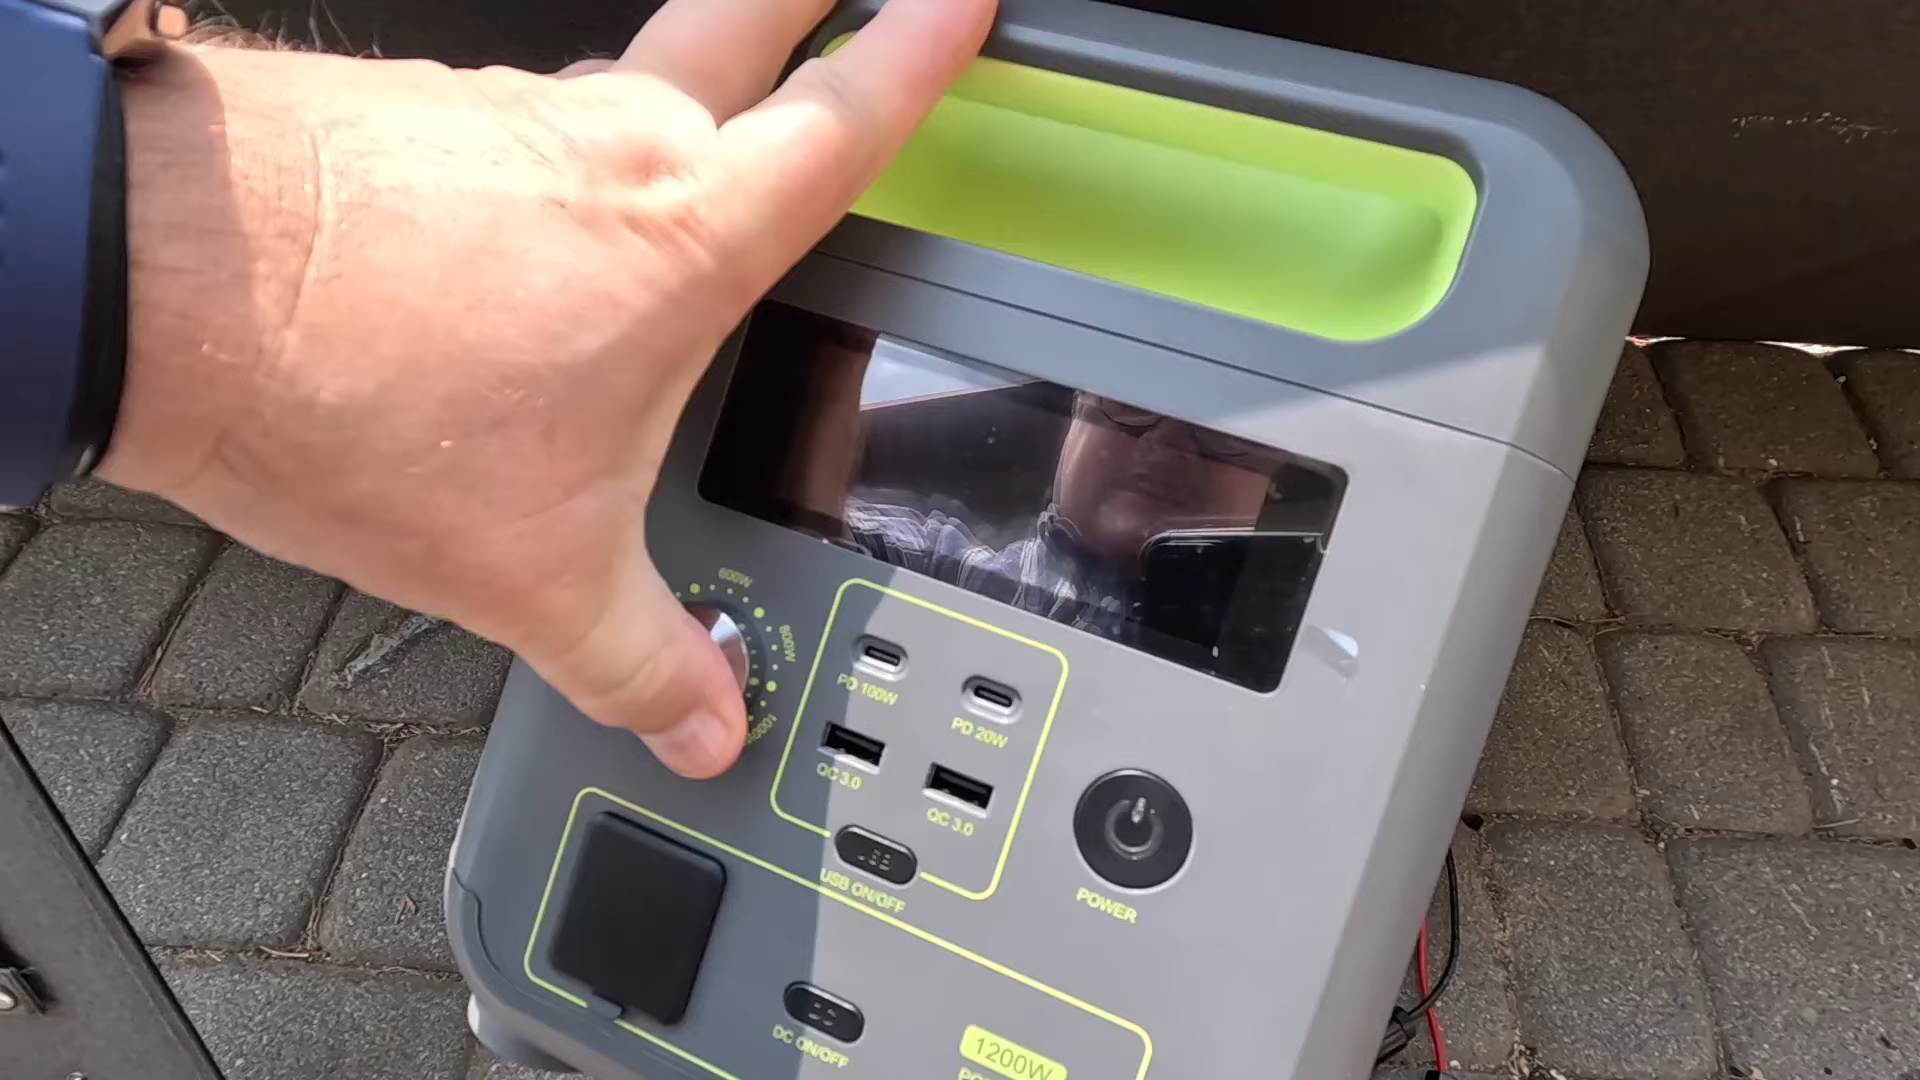 600W
800W
1000W
PD 100W
PD 20W
QC 3.0
QC 3.0
USB ON/OFF
POWER
DC ON/OFF
1200W